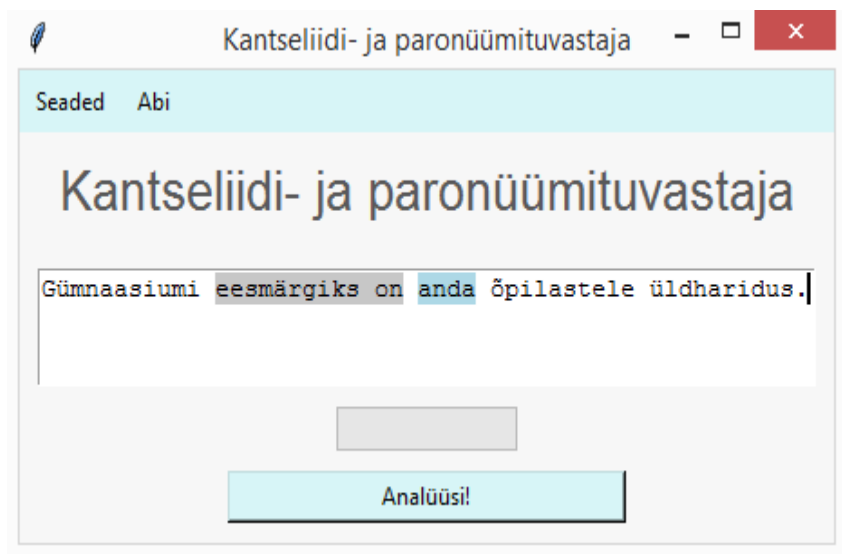 Kantseliidi- ja paronüümituvastaja
Seaded Abi
Kantseliidi- ja paronüümituvastaja
Gümnaasiumi eesmärgiks on anda õpilastele üldharidus.
Analüüsi!